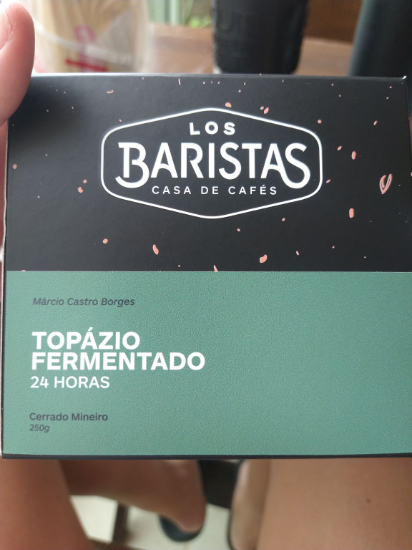 LOS
BARISTAS
CASA DE CAFÉS
Márcio Castro Borges
TOPÁZIO
FERMENTADO
24 HORAS
Cerrado Mineiro
250g